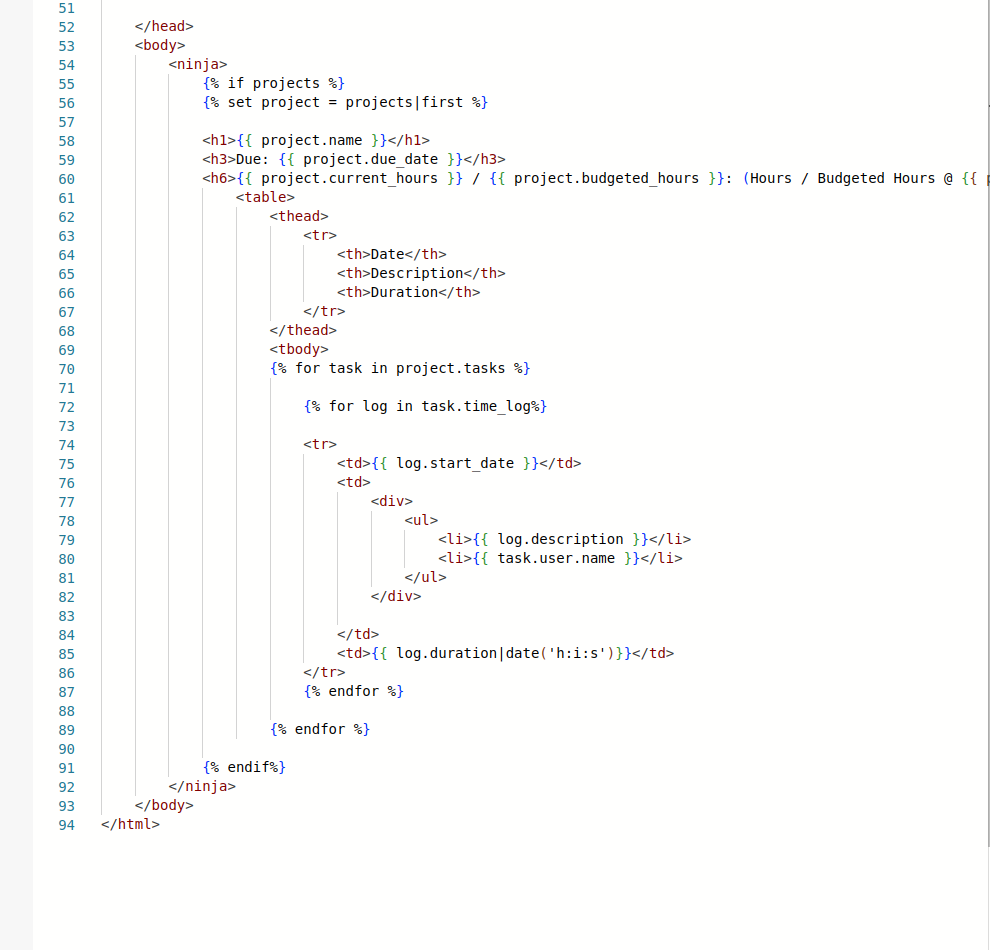 51
52 </head>
53 <body>
54 <ninja>
55 {% if projects %}
56 {% set project = projects|first %}
57
58 <h1>{{ project.name }}</h1>
59 <h3>Due: {{ project.due_date }}</h3>
60 <h6>{{ project.current_hours }} / {{ project.budgeted_hours }}: (Hours / Budgeted Hours @ {{
61 <table>
62 <thead>
63 <tr>
64 <th>Date</th>
65 <th>Description</th>
66 <th>Duration</th>
67 </tr>
68 </thead>
69 <tbody>
70 {% for task in project.tasks %}
71
72 {% for log in task.time_log%}
73
74 <tr>
75 <td>{{ log.start_date }}</td>
76 <td>
77 <div>
78 <ul>
79 <li>{{ log.description }}</li>
80 <li>{{ task.user.name }}</li>
81 </ul>
82 </div>
83
84 </td>
85 <td>{{ log.duration|date('h:i:s')}}</td>
86 </tr>
87 {% endfor %}
88
89 {% endfor %}
90
91 {% endif%}
92 </ninja>
93 </body>
94 </html>